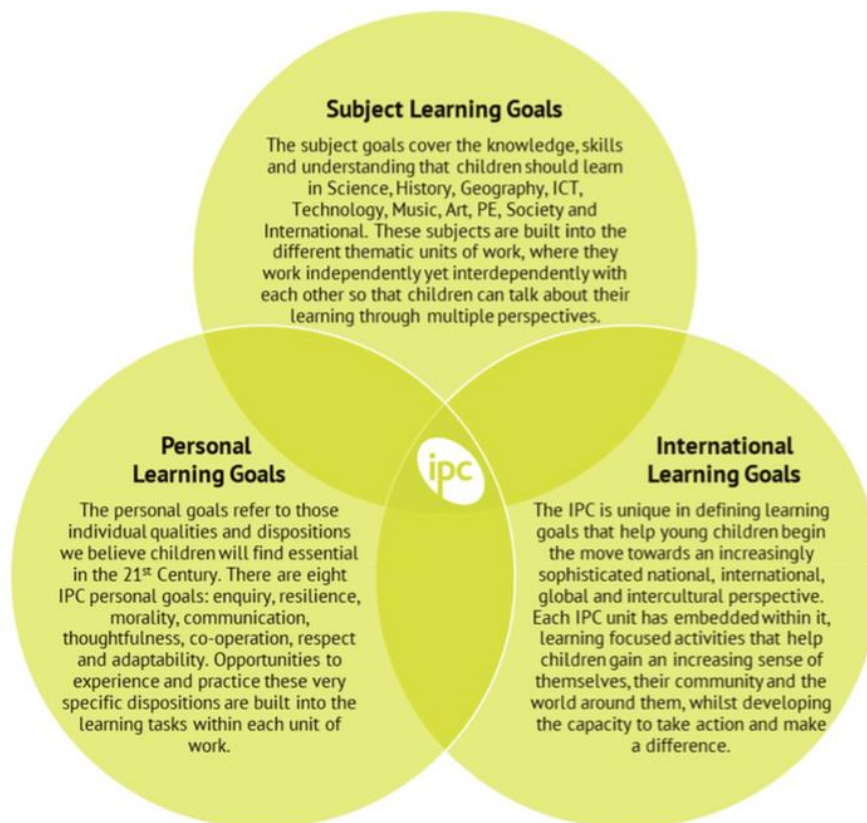 Subject Learning Goals
The subject goals cover the knowledge, skills
and understanding that children should learn
in Science, History, Geography, ICT,
Technology, Music, Art, PE, Society and
International. These subjects are built into the
different thematic units of work, where they
work independently yet interdependently with
each other so that children can talk about their
learning through multiple perspectives.
Personal
Learning Goals
The personal goals refer to those
individual qualities and dispositions
we believe children will find essential
in the 21st Century. There are eight
IPC personal goals: enquiry, resilience,
morality, communication,
thoughtfulness, co-operation, respect
and adaptability. Opportunities to
experience and practice these very
specific dispositions are built into the
learning tasks within each unit of
work.
ipc
International
Learning Goals
The IPC is unique in defining learning
goals that help young children begin
the move towards an increasingly
sophisticated national, international,
global and intercultural perspective.
Each IPC unit has embedded within it,
learning focused activities that help
children gain an increasing sense of
themselves, their community and the
world around them, whilst developing
the capacity to take action and make
a difference.